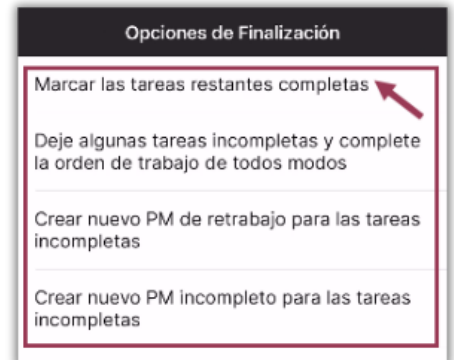 Opciones de Finalización
Marcar las tareas restantes completas
Deje algunas tareas incompletas y complete
la orden de trabajo de todos modos
Crear nuevo PM de retrabajo para las tareas
incompletas
Crear nuevo PM incompleto para las tareas
incompletas